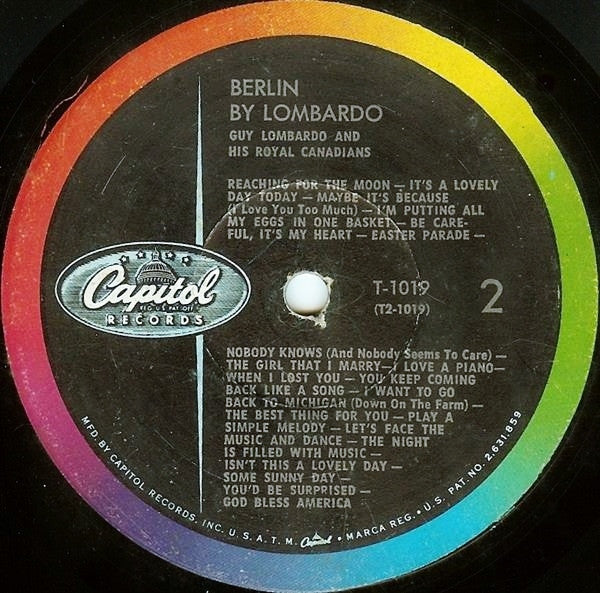 BERLIN
BY LOMBARDO
GUY LOMBARDO AND
HIS ROYAL CANADIANS
REACHING FOR THE MOON — IT'S A LOVELY
DAY TODAY — MAYBE IT'S BECAUSE
(I Love You Too Much) — I'M PUTTING ALL
MY EGGS IN ONE BASKET — BE CARE-
FUL, IT'S MY HEART — EASTER PARADE —
Capitol
REG. U.S. PAT. OFF.
RECORDS
T-1019
(T2-1019)
2
NOBODY KNOWS (And Nobody Seems To Care) —
THE GIRL THAT I MARRY — I LOVE A PIANO —
WHEN I LOST YOU — YOU KEEP COMING
BACK LIKE A SONG — I WANT TO GO
BACK TO MICHIGAN (Down On The Farm) —
THE BEST THING FOR YOU — PLAY A
SIMPLE MELODY — LET'S FACE THE
MUSIC AND DANCE — THE NIGHT
IS FILLED WITH MUSIC —
ISN'T THIS A LOVELY DAY —
SOME SUNNY DAY —
YOU'D BE SURPRISED —
GOD BLESS AMERICA
MFD. BY CAPITOL RECORDS, INC. U.S.A. T.M. Capitol • MARCA REG. • U.S. PAT. NO. 2,631,859